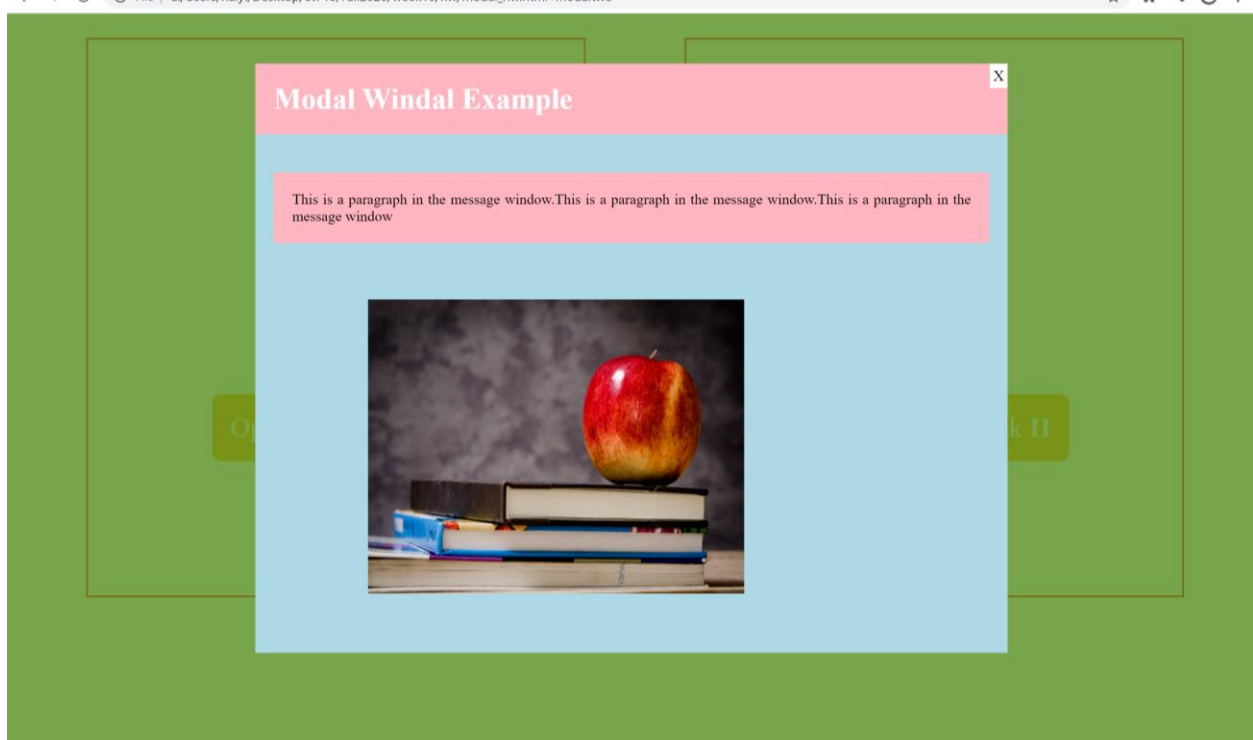 X
Modal Windal Example
This is a paragraph in the message window.This is a paragraph in the message window.This is a paragraph in the
message window
k II